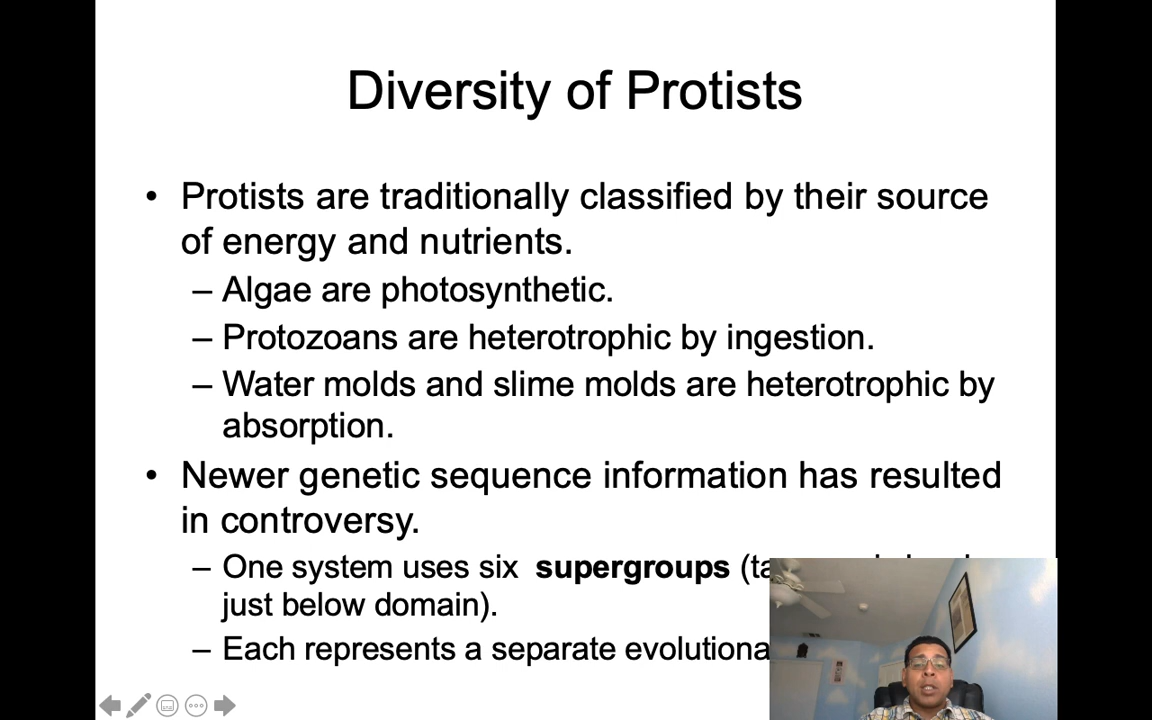 Diversity of Protists
• Protists are traditionally classified by their source
of energy and nutrients.
– Algae are photosynthetic.
– Protozoans are heterotrophic by ingestion.
– Water molds and slime molds are heterotrophic by
absorption.
• Newer genetic sequence information has resulted
in controversy.
– One system uses six supergroups
just below domain).
– Each represents a separate